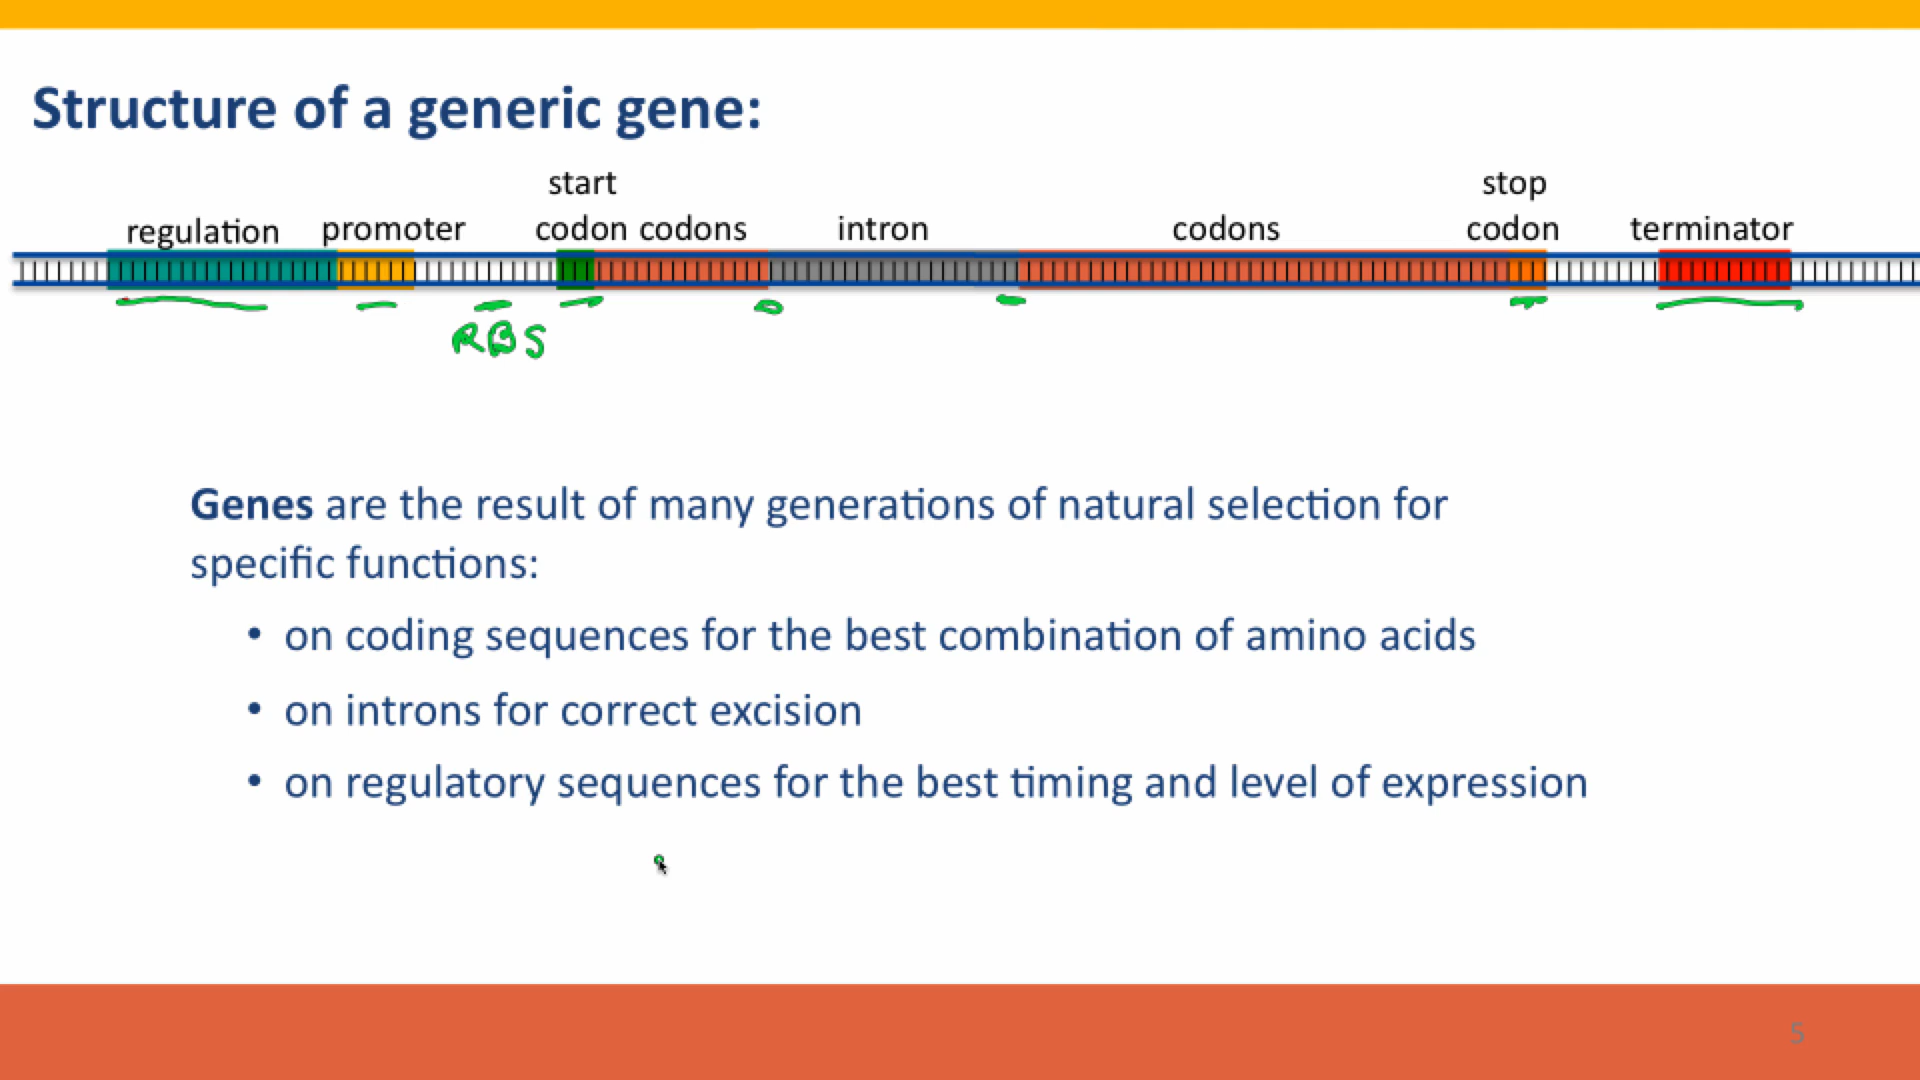 Structure of a generic gene:
start stop
regulation promoter codon codons intron codons codon terminator
RBS
Genes are the result of many generations of natural selection for
specific functions:
• on coding sequences for the best combination of amino acids
• on introns for correct excision
• on regulatory sequences for the best timing and level of expression
5